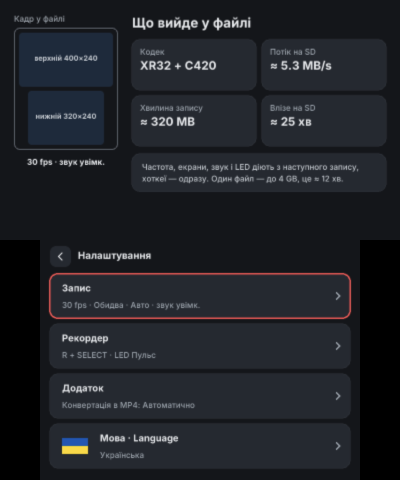 Кадр у файлі
верхній 400×240
нижній 320×240
30 fps · звук увімк.
Що вийде у файлі
Кодек
XR32 + C420
Потік на SD
≈ 5.3 MB/s
Хвилина запису
≈ 320 MB
Влізе на SD
≈ 25 хв
Частота, екрани, звук і LED діють з наступного запису,
хоткеї — одразу. Один файл — до 4 GB, це ≈ 12 хв.
Налаштування
Запис
30 fps · Обидва · Авто · звук увімк.
Рекордер
R + SELECT · LED Пульс
Додаток
Конвертація в MP4: Автоматично
Мова · Language
Українська